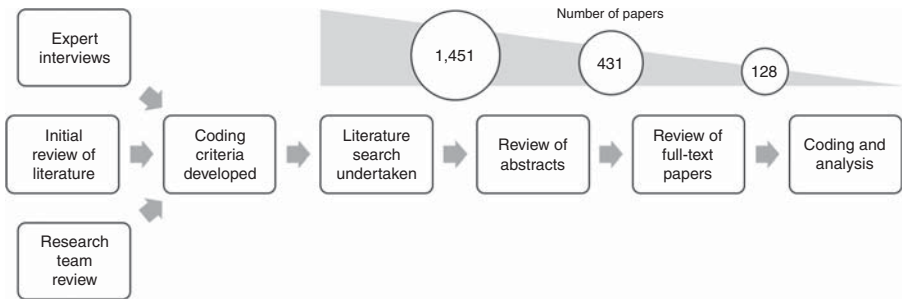 Number of papers
1,451
431
128
Expert
interviews
Initial
review of
literature
Research
team
review
Coding
criteria
developed
Literature
search
undertaken
Review of
abstracts
Review of
full-text
papers
Coding and
analysis